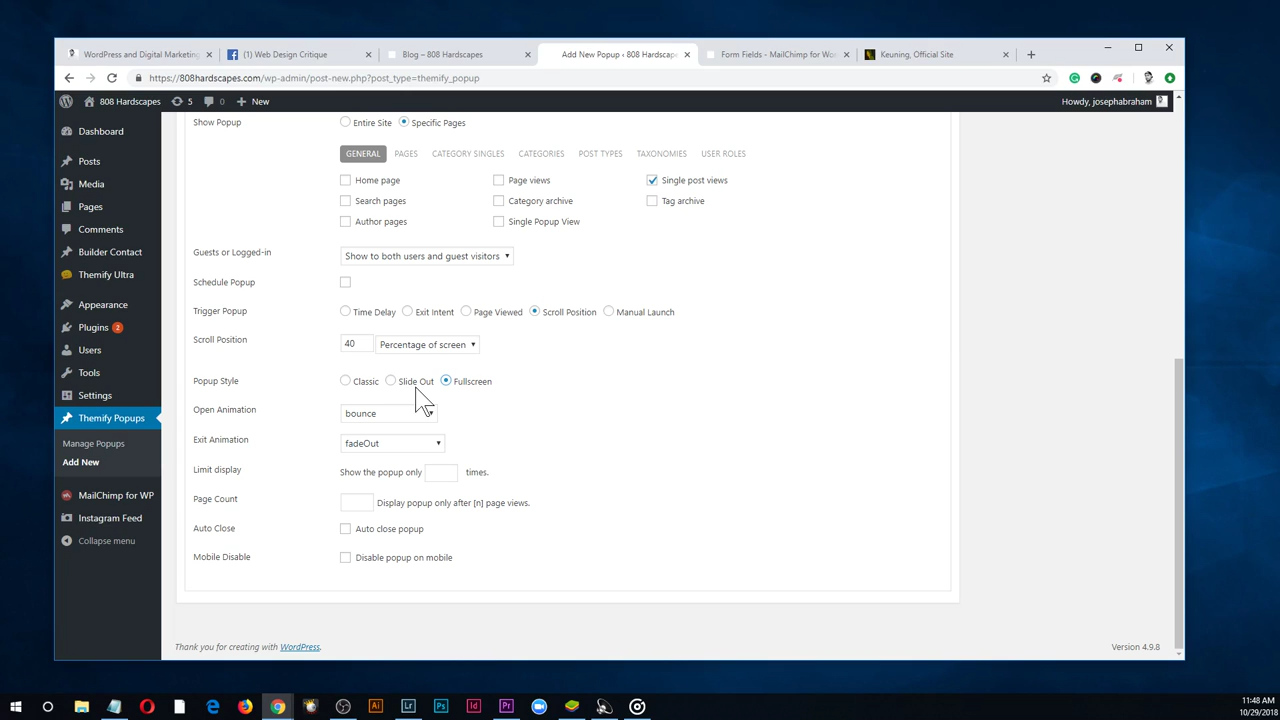 WordPress and Digital Marketing
(1) Web Design Critique
Blog – 808 Hardscapes
Add New Popup ‹ 808 Hardscape
Form Fields - MailChimp for Wor
Keuning, Official Site
https://808hardscapes.com/wp-admin/post-new.php?post_type=themify_popup
808 Hardscapes
5
0
New
Howdy, josephabraham
Dashboard
Posts
Media
Pages
Comments
Builder Contact
Themify Ultra
Appearance
Plugins 2
Users
Tools
Settings
Themify Popups
Manage Popups
Add New
MailChimp for WP
Instagram Feed
Collapse menu
Show Popup
Entire Site Specific Pages
GENERAL PAGES CATEGORY SINGLES CATEGORIES POST TYPES TAXONOMIES USER ROLES
Home page Page views Single post views
Search pages Category archive Tag archive
Author pages Single Popup View
Guests or Logged-in Show to both users and guest visitors
Schedule Popup
Trigger Popup Time Delay Exit Intent Page Viewed Scroll Position Manual Launch
Scroll Position 40 Percentage of screen
Popup Style Classic Slide Out Fullscreen
Open Animation bounce
Exit Animation fadeOut
Limit display Show the popup only times.
Page Count Display popup only after [n] page views.
Auto Close Auto close popup
Mobile Disable Disable popup on mobile
Thank you for creating with WordPress.
Version 4.9.8
Ai
Lr
Ps
Id
Pr
11:48 AM
10/29/2018